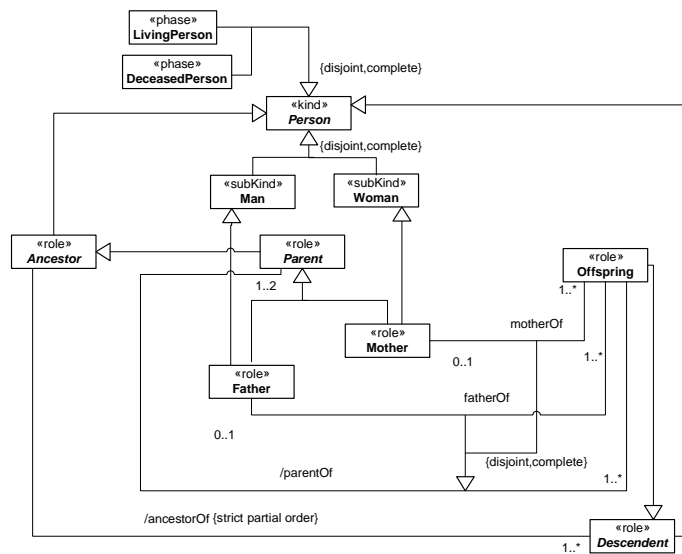 «phase»
LivingPerson
«phase»
DeceasedPerson
{disjoint,complete}
«kind»
Person
{disjoint,complete}
«subKind»
Man
«subKind»
Woman
«role»
Ancestor
«role»
Parent
«role»
Offspring
1..2
1..*
motherOf
«role»
Mother
0..1
1..*
«role»
Father
fatherOf
0..1
{disjoint,complete}
/parentOf
1..*
/ancestorOf {strict partial order}
«role»
Descendent
1..*